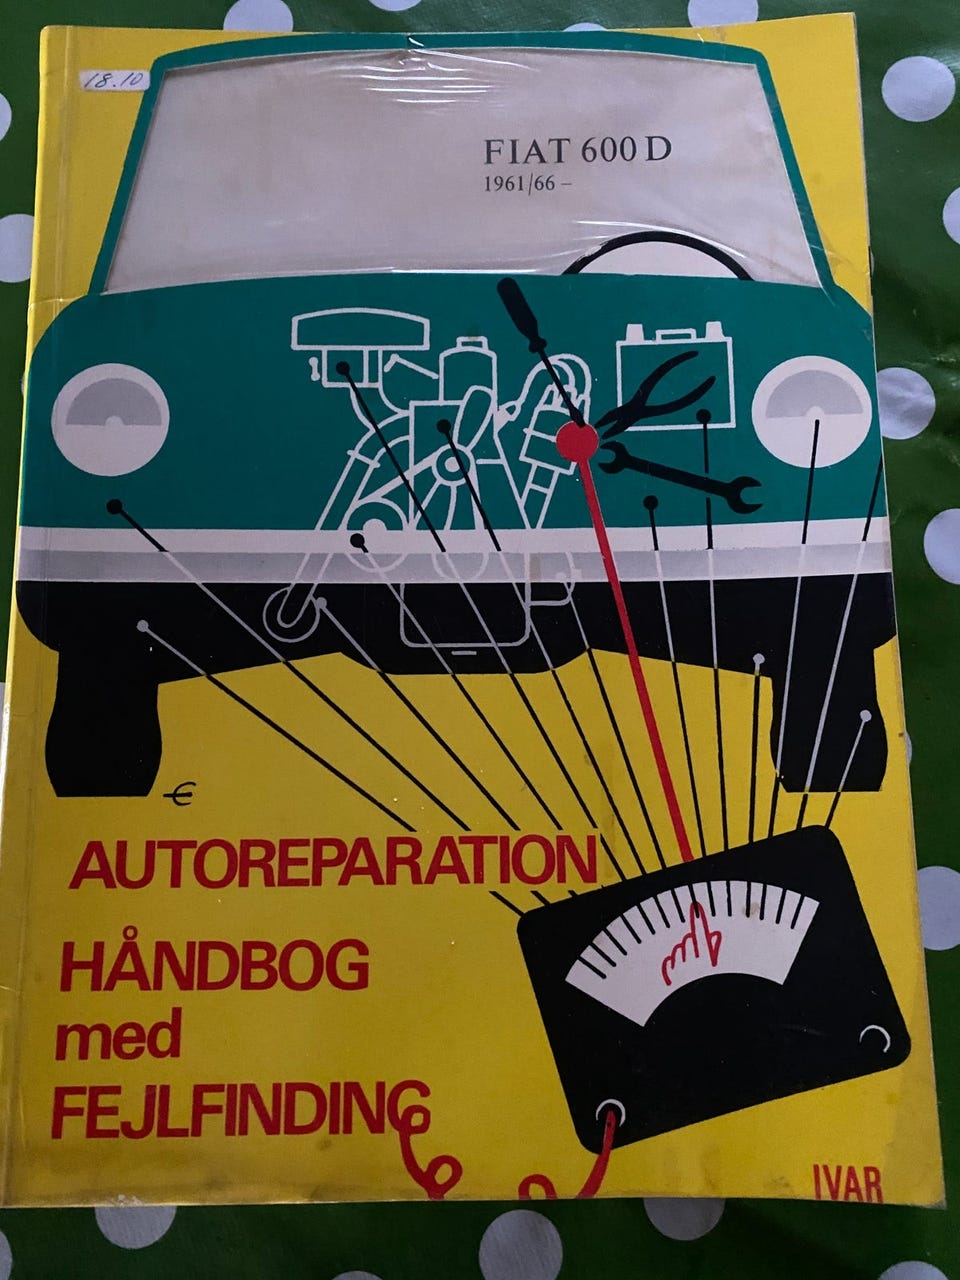 18.10
FIAT 600 D
1961/66 –
AUTOREPARATION
HÅNDBOG
med
FEJLFINDING
IVAR